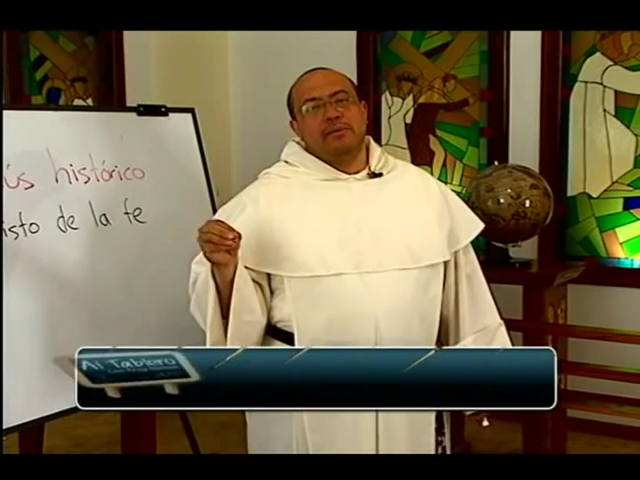 ús histórico
isto de la fe
Al Tablero